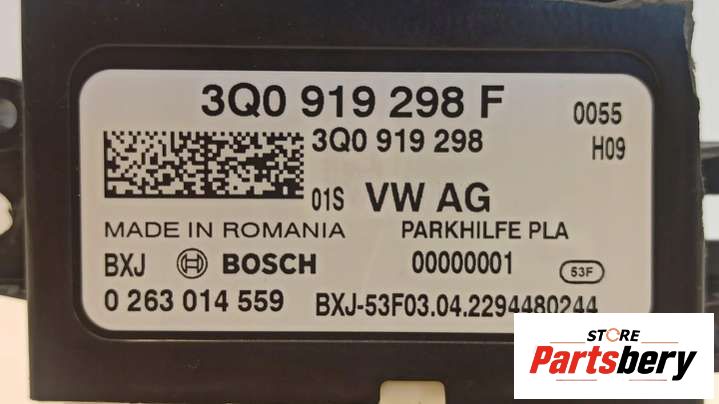 3Q0 919 298 F 0055
3Q0 919 298 H09
01S VW AG
MADE IN ROMANIA PARKHILFE PLA
BXJ BOSCH 00000001 53F
0 263 014 559 BXJ-53F03.04.2294480244
STORE
Partsbery